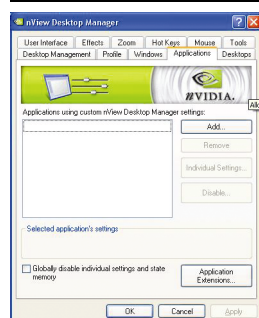 nView Desktop Manager
User Interface Effects Zoom Hot Keys Mouse Tools
Desktop Management Profile Windows Applications Desktops
nVIDIA.
Applications using custom nView Desktop Manager settings:
Add...
Remove
Individual Settings...
Disable...
Selected application's settings
Globally disable individual settings and state
memory
Application
Extensions...
OK Cancel Apply